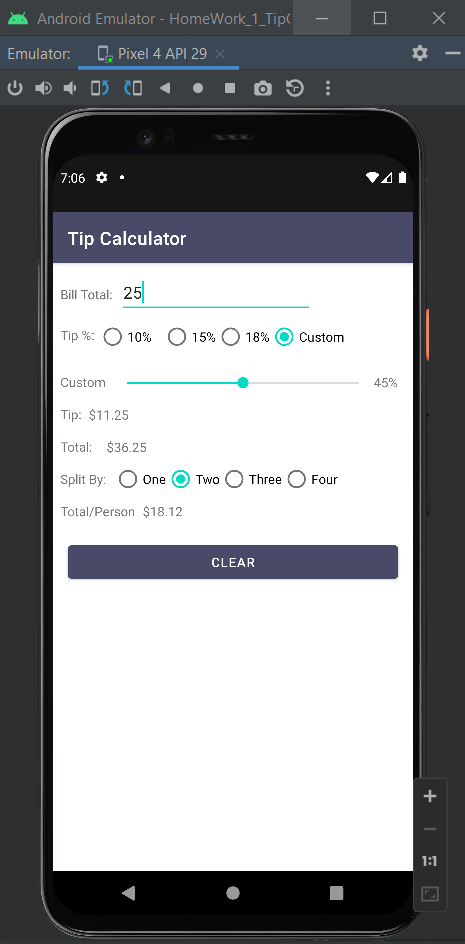 Android Emulator - HomeWork_1_Tip
Emulator: Pixel 4 API 29
7:06
Tip Calculator
Bill Total: 25
Tip %: 10% 15% 18% Custom
Custom 45%
Tip: $11.25
Total: $36.25
Split By: One Two Three Four
Total/Person $18.12
CLEAR
1:1